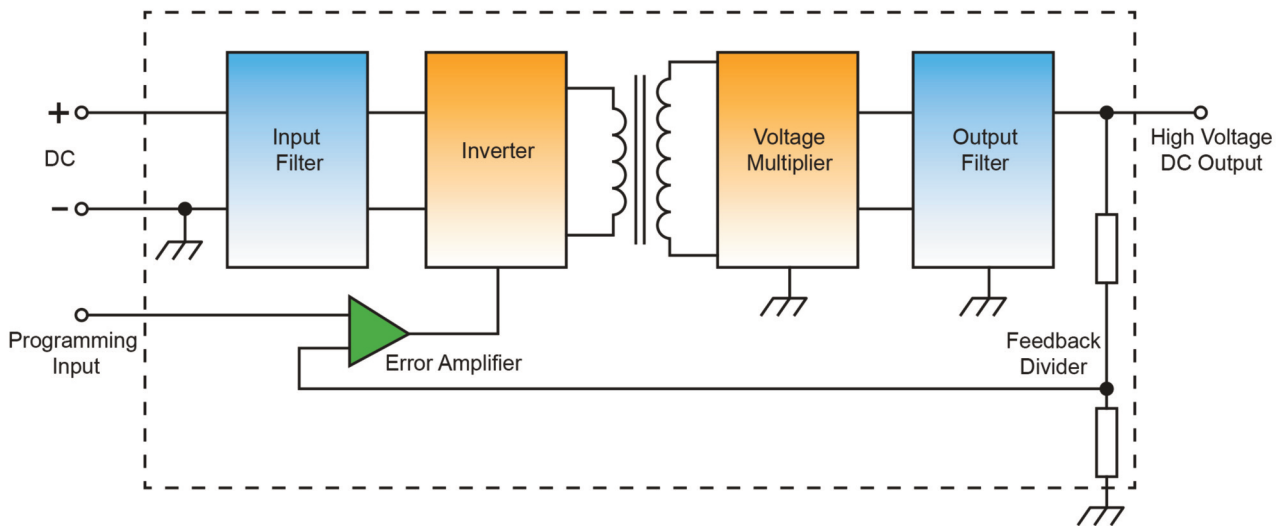 +
DC
−
Input
Filter
Inverter
Voltage
Multiplier
Output
Filter
High Voltage
DC Output
Programming
Input
Error Amplifier
Feedback
Divider